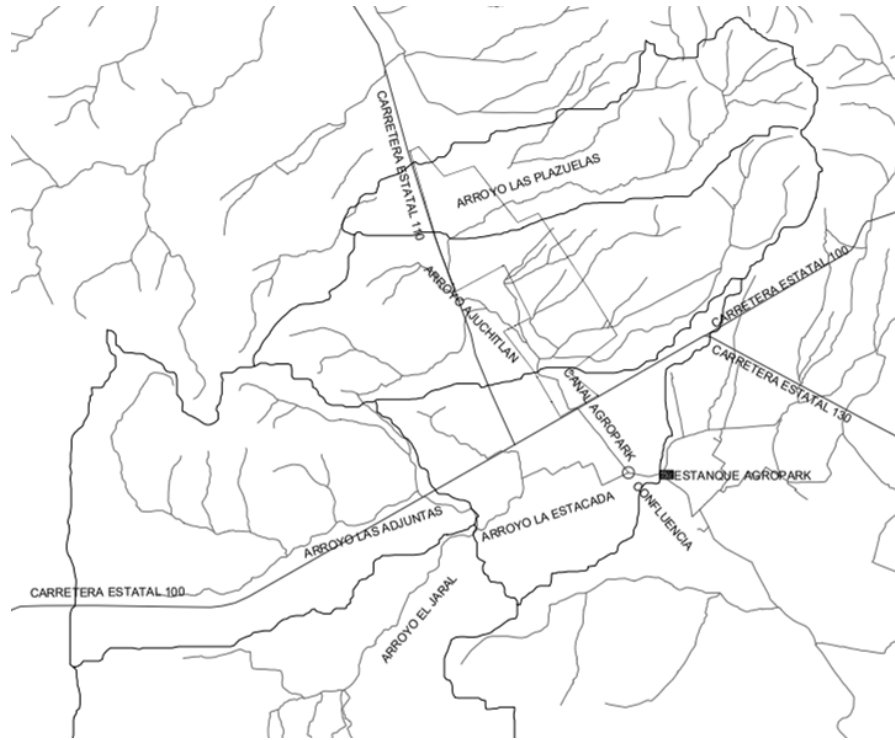 CARRETERA ESTATAL 110
ARROYO LAS PLAZUELAS
ARROYO AJUCHITLAN
CARRETERA ESTATAL 100
CARRETERA ESTATAL 130
CANAL AGROPARK
ESTANQUE AGROPARK
CONFLUENCIA
ARROYO LA ESTACADA
ARROYO LAS ADJUNTAS
CARRETERA ESTATAL 100
ARROYO EL JARAL